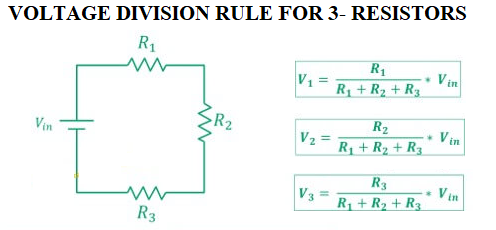 VOLTAGE DIVISION RULE FOR 3- RESISTORS
R₁
Vin
R₂
R₃
V₁ = R₁ / (R₁ + R₂ + R₃) * Vin
V₂ = R₂ / (R₁ + R₂ + R₃) * Vin
V₃ = R₃ / (R₁ + R₂ + R₃) * Vin